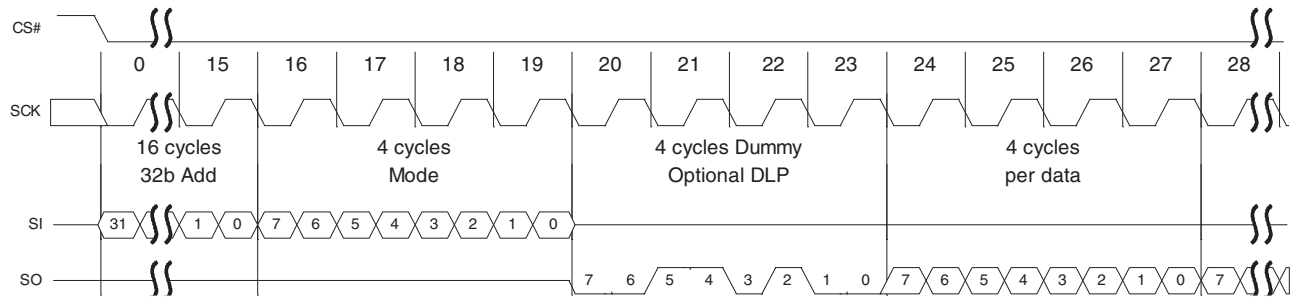 CS#
0 15 16 17 18 19 20 21 22 23 24 25 26 27 28
SCK
16 cycles 4 cycles 4 cycles Dummy 4 cycles
32b Add Mode Optional DLP per data
SI 31 1 0 7 6 5 4 3 2 1 0
SO 7 6 5 4 3 2 1 0 7 6 5 4 3 2 1 0 7